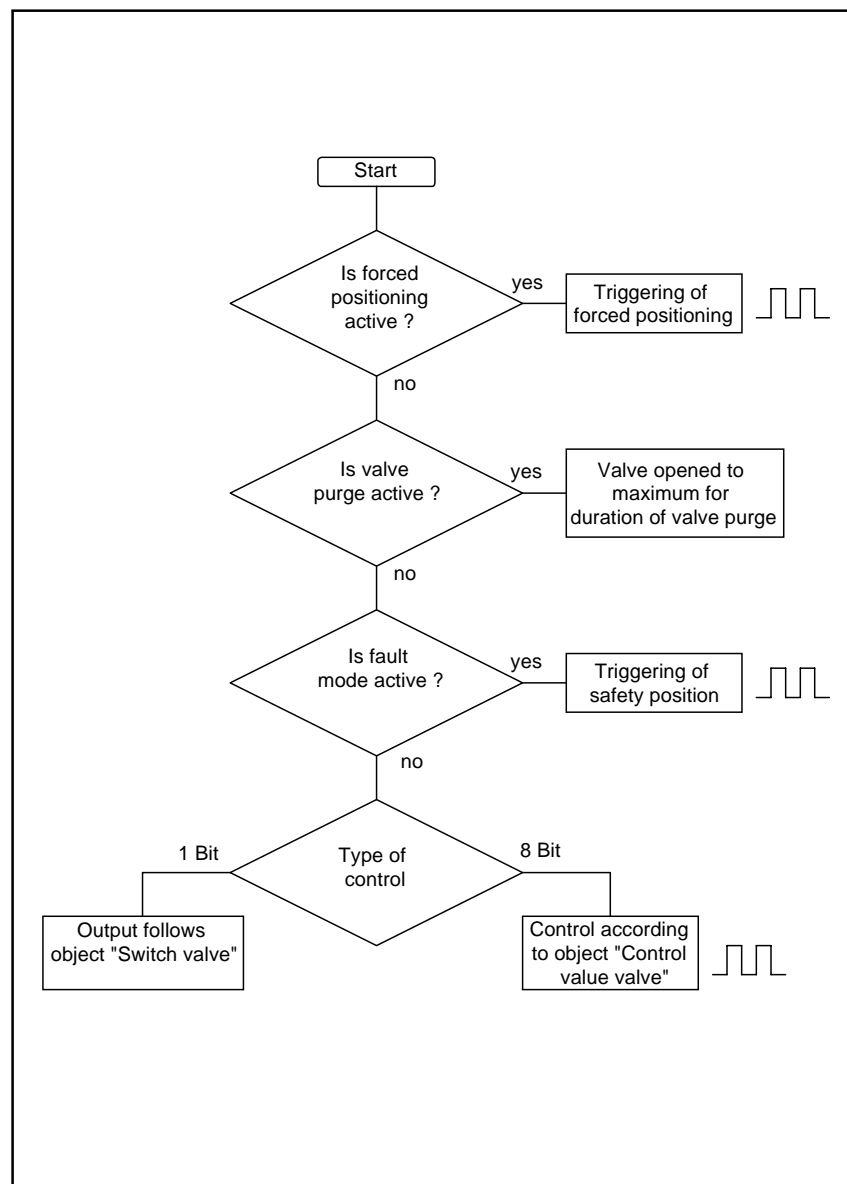 Start
Is forced
positioning
active ?
yes
Triggering of
forced positioning
no
Is valve
purge active ?
yes
Valve opened to
maximum for
duration of valve purge
no
Is fault
mode active ?
yes
Triggering of
safety position
no
1 Bit
Type of
control
8 Bit
Output follows
object "Switch valve"
Control according
to object "Control
value valve"